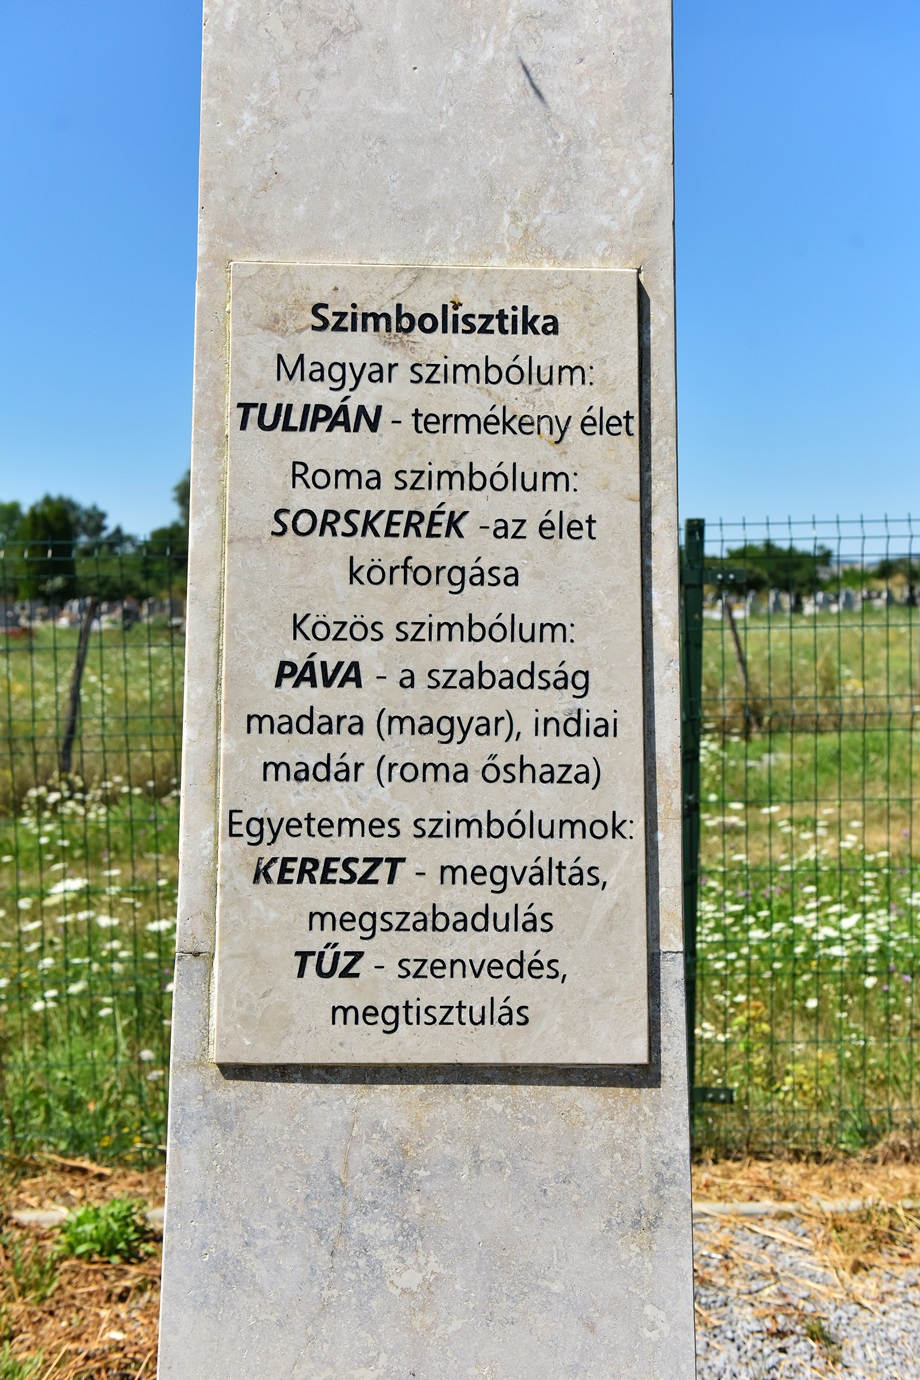 Szimbolisztika
Magyar szimbólum:
TULIPÁN - termékeny élet
Roma szimbólum:
SORSKERÉK -az élet
körforgása
Közös szimbólum:
PÁVA - a szabadság
madara (magyar), indiai
madár (roma őshaza)
Egyetemes szimbólumok:
KERESZT - megváltás,
megszabadulás
TŰZ - szenvedés,
megtisztulás